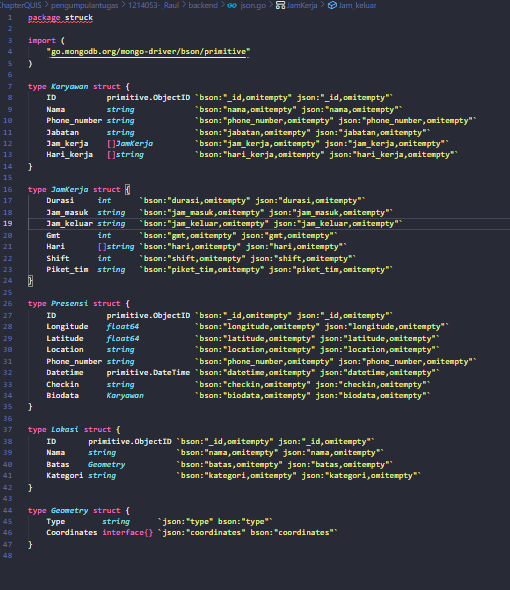 ChapterQUIS > pengumpulantugas > 1214053- Raul > backend > GO json.go > JamKerja > Jam_keluar
1 package struck
2
3 import (
4 "go.mongodb.org/mongo-driver/bson/primitive"
5 )
6
7 type Karyawan struct {
8 ID primitive.ObjectID `bson:"_id,omitempty" json:"_id,omitempty"`
9 Nama string `bson:"nama,omitempty" json:"nama,omitempty"`
10 Phone_number string `bson:"phone_number,omitempty" json:"phone_number,omitempty"`
11 Jabatan string `bson:"jabatan,omitempty" json:"jabatan,omitempty"`
12 Jam_kerja []JamKerja `bson:"jam_kerja,omitempty" json:"jam_kerja,omitempty"`
13 Hari_kerja []string `bson:"hari_kerja,omitempty" json:"hari_kerja,omitempty"`
14 }
15
16 type JamKerja struct {
17 Durasi int `bson:"durasi,omitempty" json:"durasi,omitempty"`
18 Jam_masuk string `bson:"jam_masuk,omitempty" json:"jam_masuk,omitempty"`
19 Jam_keluar string `bson:"jam_keluar,omitempty" json:"jam_keluar,omitempty"`
20 Gmt int `bson:"gmt,omitempty" json:"gmt,omitempty"`
21 Hari []string `bson:"hari,omitempty" json:"hari,omitempty"`
22 Shift int `bson:"shift,omitempty" json:"shift,omitempty"`
23 Piket_tim string `bson:"piket_tim,omitempty" json:"piket_tim,omitempty"`
24 }
25
26 type Presensi struct {
27 ID primitive.ObjectID `bson:"_id,omitempty" json:"_id,omitempty"`
28 Longitude float64 `bson:"longitude,omitempty" json:"longitude,omitempty"`
29 Latitude float64 `bson:"latitude,omitempty" json:"latitude,omitempty"`
30 Location string `bson:"location,omitempty" json:"location,omitempty"`
31 Phone_number string `bson:"phone_number,omitempty" json:"phone_number,omitempty"`
32 Datetime primitive.DateTime `bson:"datetime,omitempty" json:"datetime,omitempty"`
33 Checkin string `bson:"checkin,omitempty" json:"checkin,omitempty"`
34 Biodata Karyawan `bson:"biodata,omitempty" json:"biodata,omitempty"`
35 }
36
37 type Lokasi struct {
38 ID primitive.ObjectID `bson:"_id,omitempty" json:"_id,omitempty"`
39 Nama string `bson:"nama,omitempty" json:"nama,omitempty"`
40 Batas Geometry `bson:"batas,omitempty" json:"batas,omitempty"`
41 Kategori string `bson:"kategori,omitempty" json:"kategori,omitempty"`
42 }
43
44 type Geometry struct {
45 Type string `json:"type" bson:"type"`
46 Coordinates interface{} `json:"coordinates" bson:"coordinates"`
47 }
48